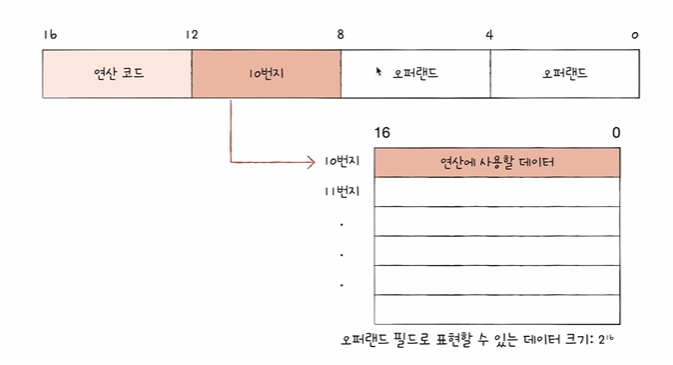 16 12 8 4 0
연산 코드 10번지 오퍼랜드 오퍼랜드
16 0
10번지 연산에 사용할 데이터
11번지
.
.
.
오퍼랜드 필드로 표현할 수 있는 데이터 크기: 2¹⁶